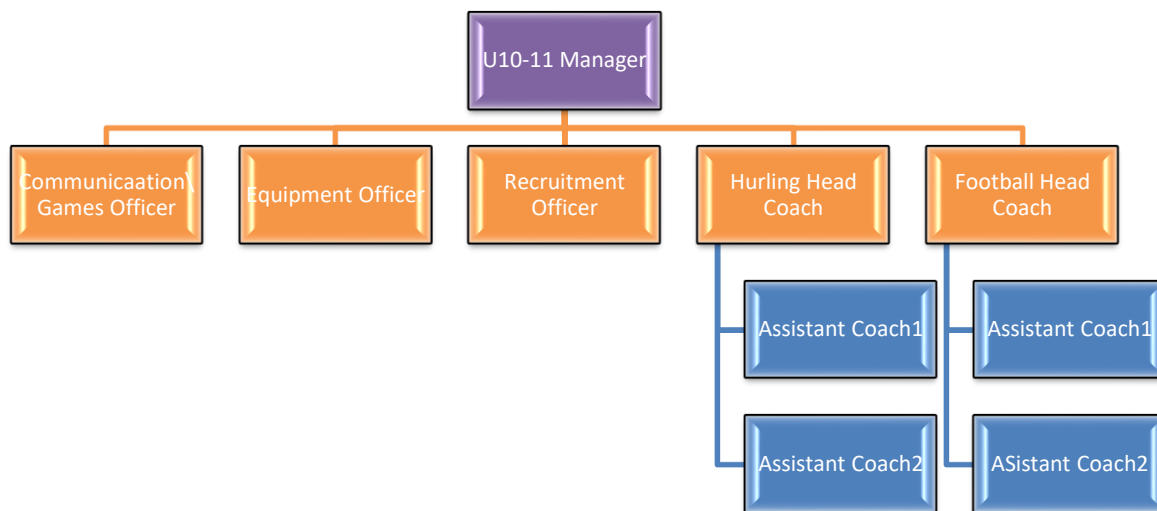 U10-11 Manager
Communicaation\
Games Officer
Equipment Officer
Recruitment
Officer
Hurling Head
Coach
Football Head
Coach
Assistant Coach1
Assistant Coach1
Assistant Coach2
ASistant Coach2